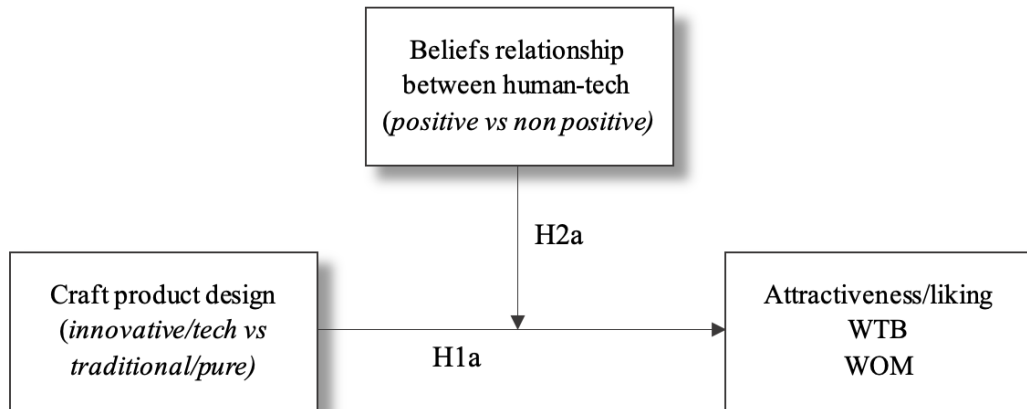 Beliefs relationship
between human-tech
(positive vs non positive)
H2a
Craft product design
(innovative/tech vs
traditional/pure)
H1a
Attractiveness/liking
WTB
WOM